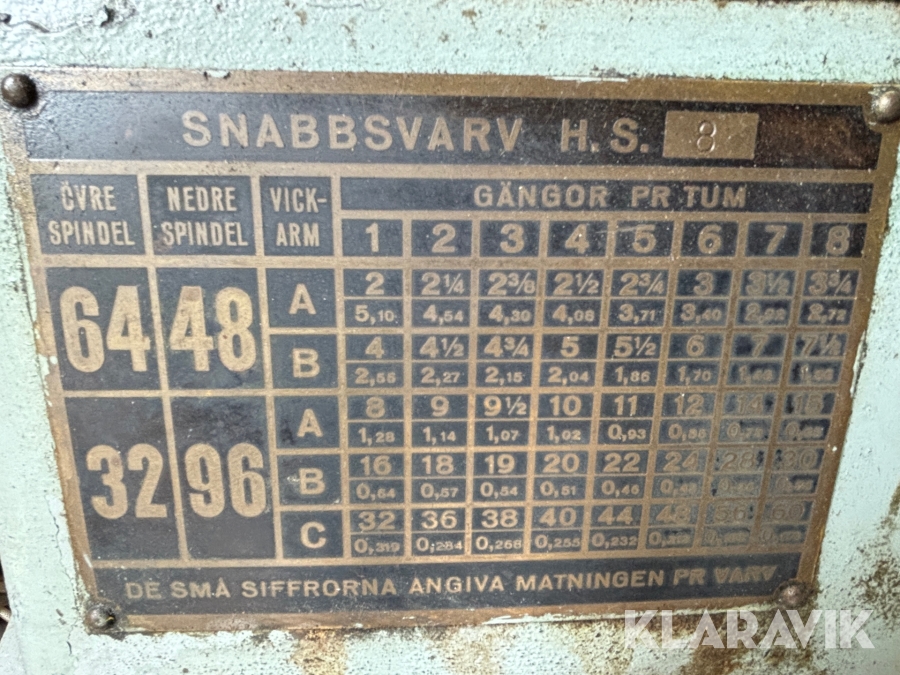 SNABBSVARV H.S. 8
ÖVRE SPINDEL NEDRE SPINDEL VICK-ARM GÄNGOR PR TUM
1 2 3 4 5 6 7 8
64 48 A 2 2¼ 2⅜ 2½ 2¾ 3 3½ 3¾
5,10 4,54 4,30 4,08 3,71 3,40 2,92 2,72
B 4 4½ 4¾ 5 5½ 6 7 7½
2,55 2,27 2,15 2,04 1,86 1,70
32 96 A 8 9 9½ 10 11 12 14 15
1,28 1,14 1,07 1,02 0,93
B 16 18 19 20 22 24 28 30
0,64 0,57 0,54 0,51 0,46
C 32 36 38 40 44 48 56 60
0,319 0,284 0,268 0,255 0,232
DE SMÅ SIFFRORNA ANGIVA MATNINGEN PR VARV
KLARAVIK